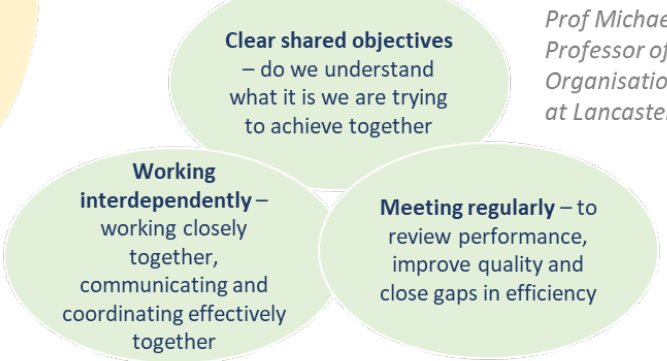 Clear shared objectives
– do we understand
what it is we are trying
to achieve together
Prof Michae
Professor of
Organisatio
at Lancaste
Working
interdependently –
working closely
together,
communicating and
coordinating effectively
together
Meeting regularly – to
review performance,
improve quality and
close gaps in efficiency